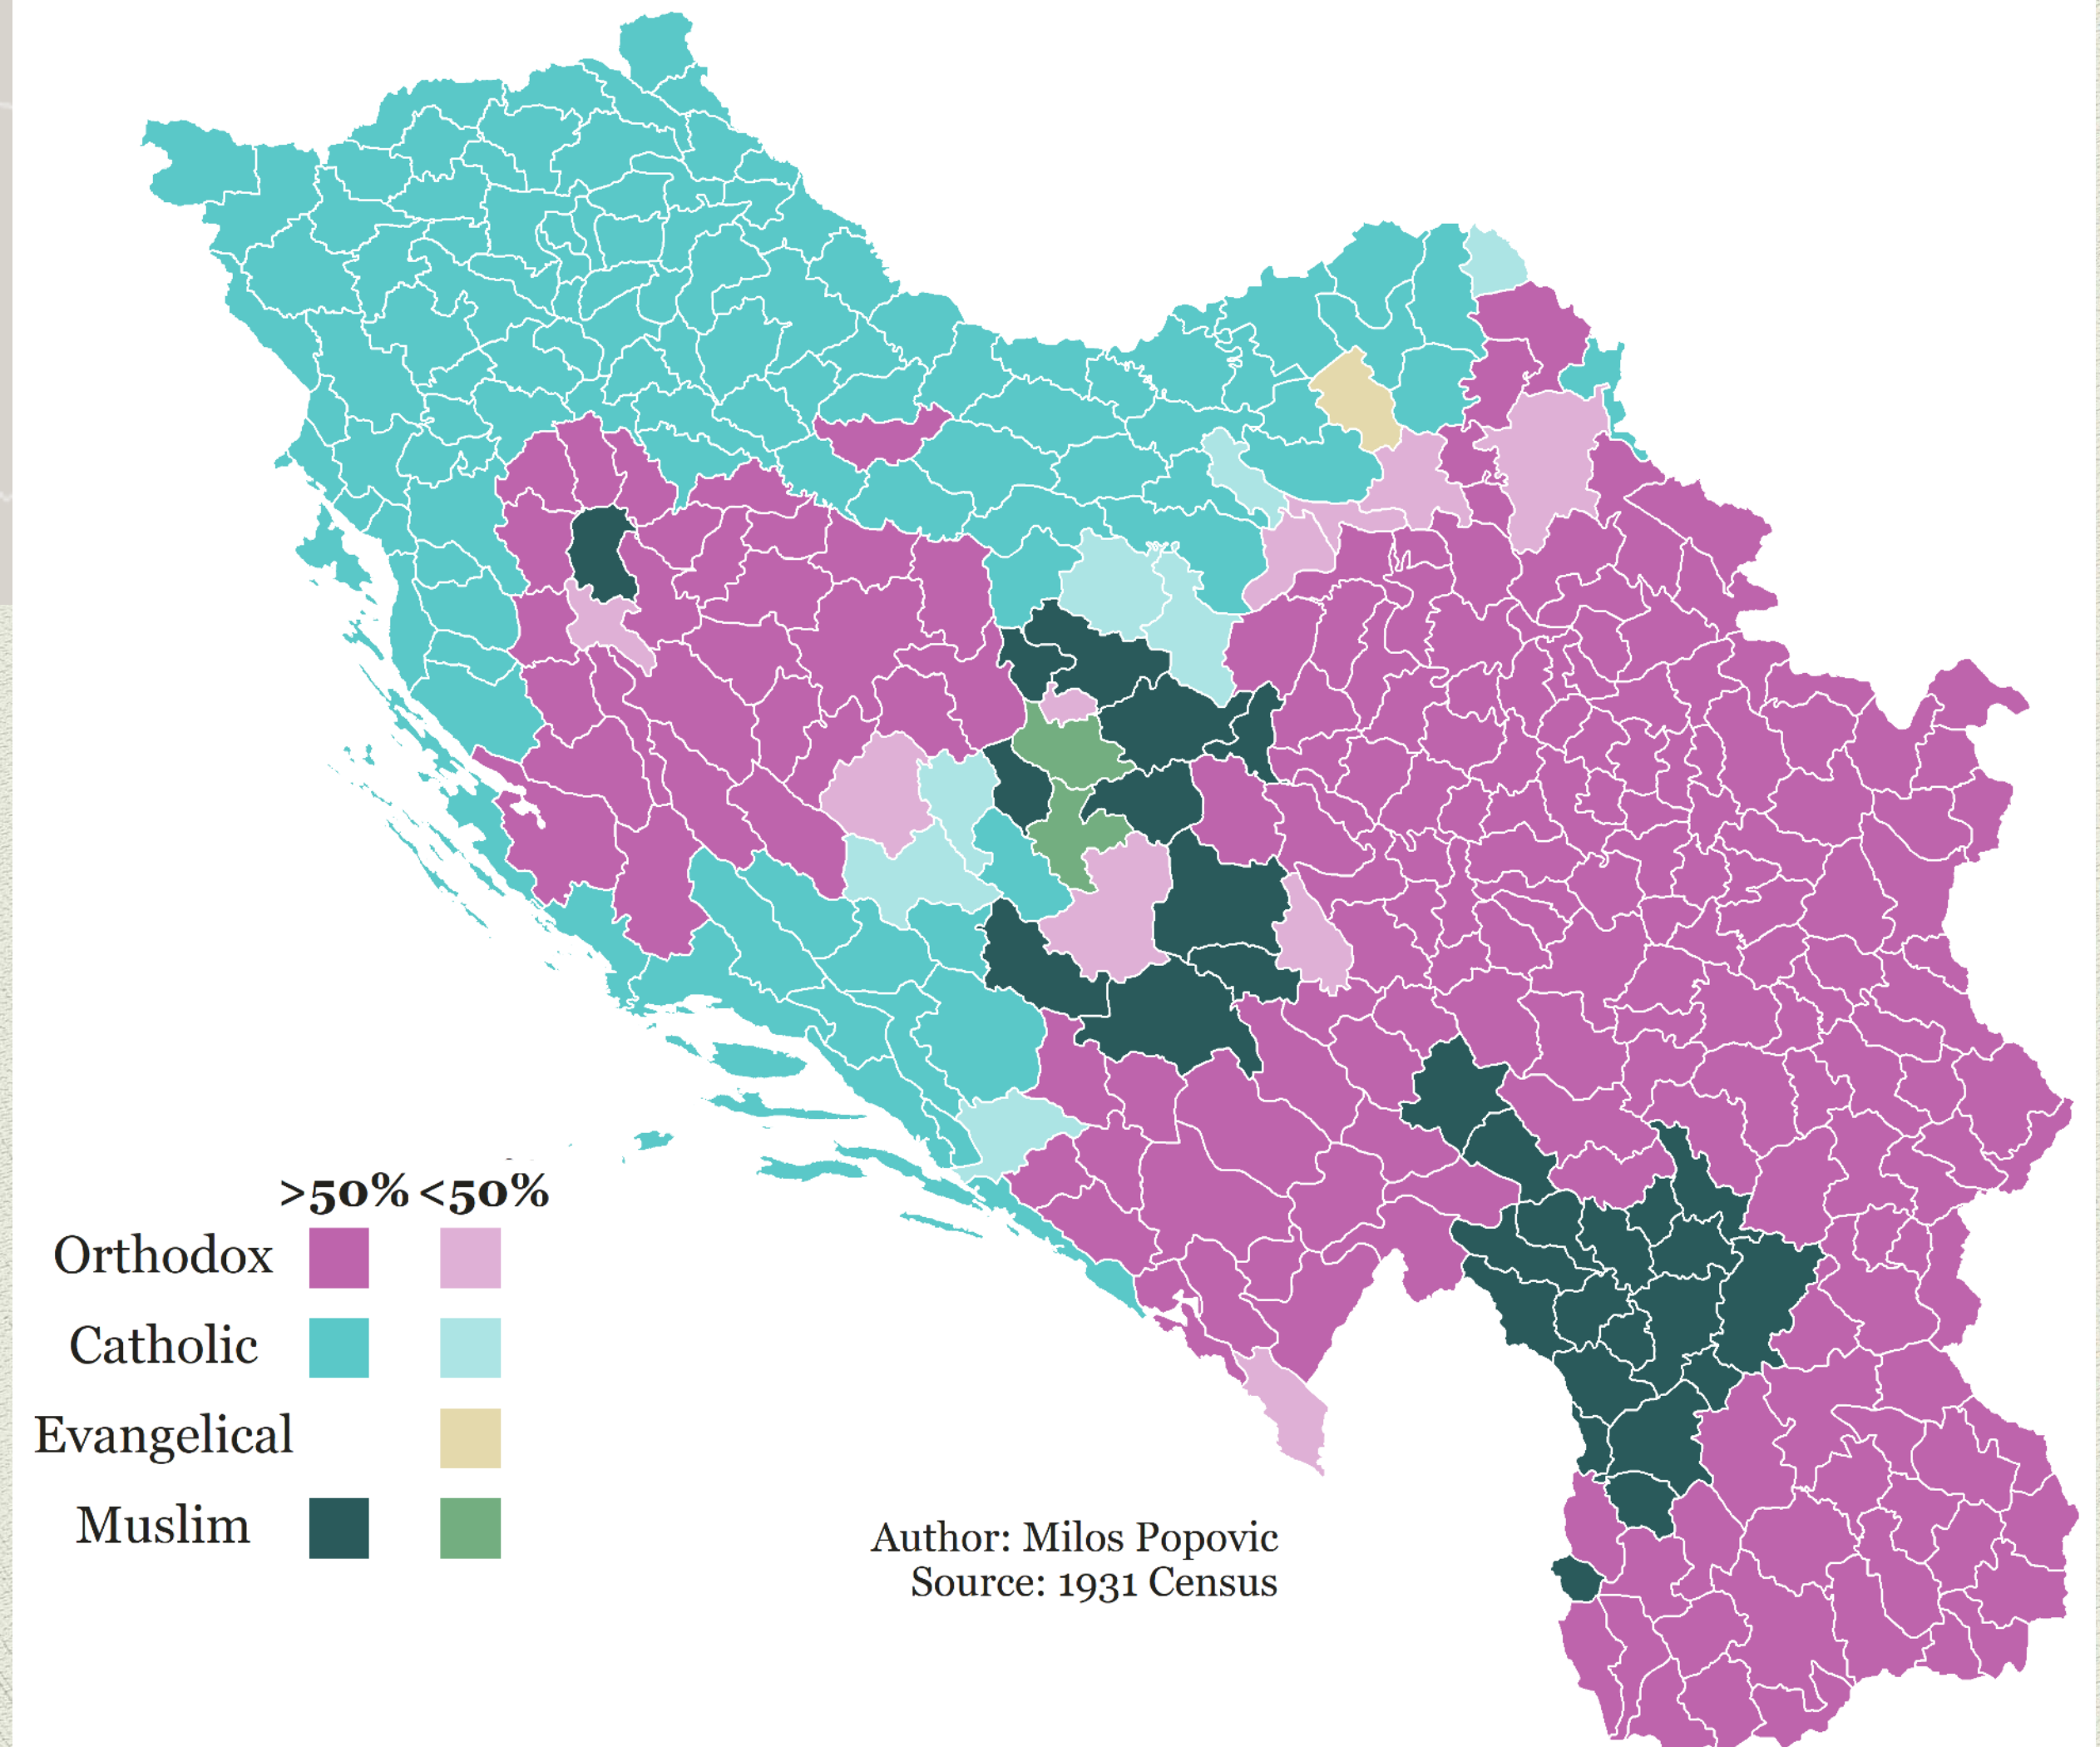 >50% <50%
Orthodox
Catholic
Evangelical
Muslim
Author: Milos Popovic
Source: 1931 Census